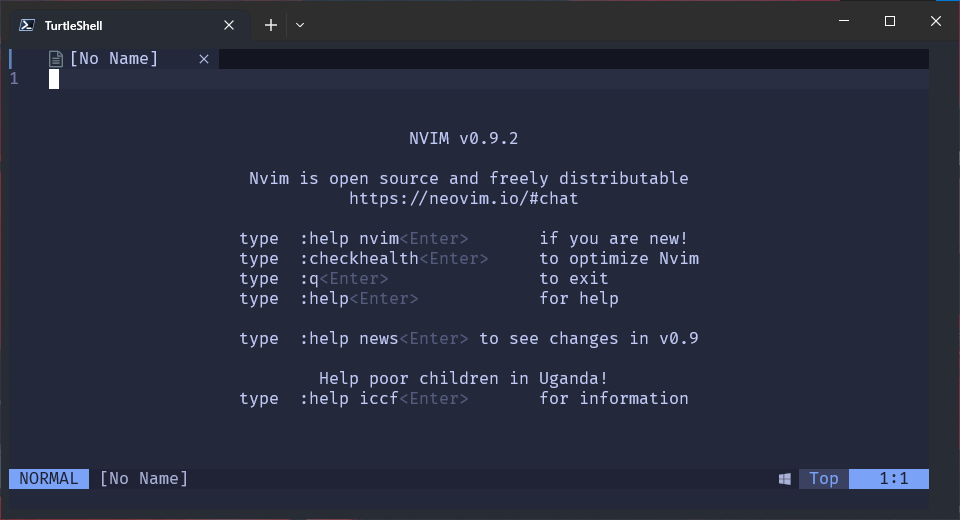 TurtleShell
[No Name]
1
NVIM v0.9.2
Nvim is open source and freely distributable
https://neovim.io/#chat
type :help nvim<Enter> if you are new!
type :checkhealth<Enter> to optimize Nvim
type :q<Enter> to exit
type :help<Enter> for help
type :help news<Enter> to see changes in v0.9
Help poor children in Uganda!
type :help iccf<Enter> for information
NORMAL [No Name] Top 1:1